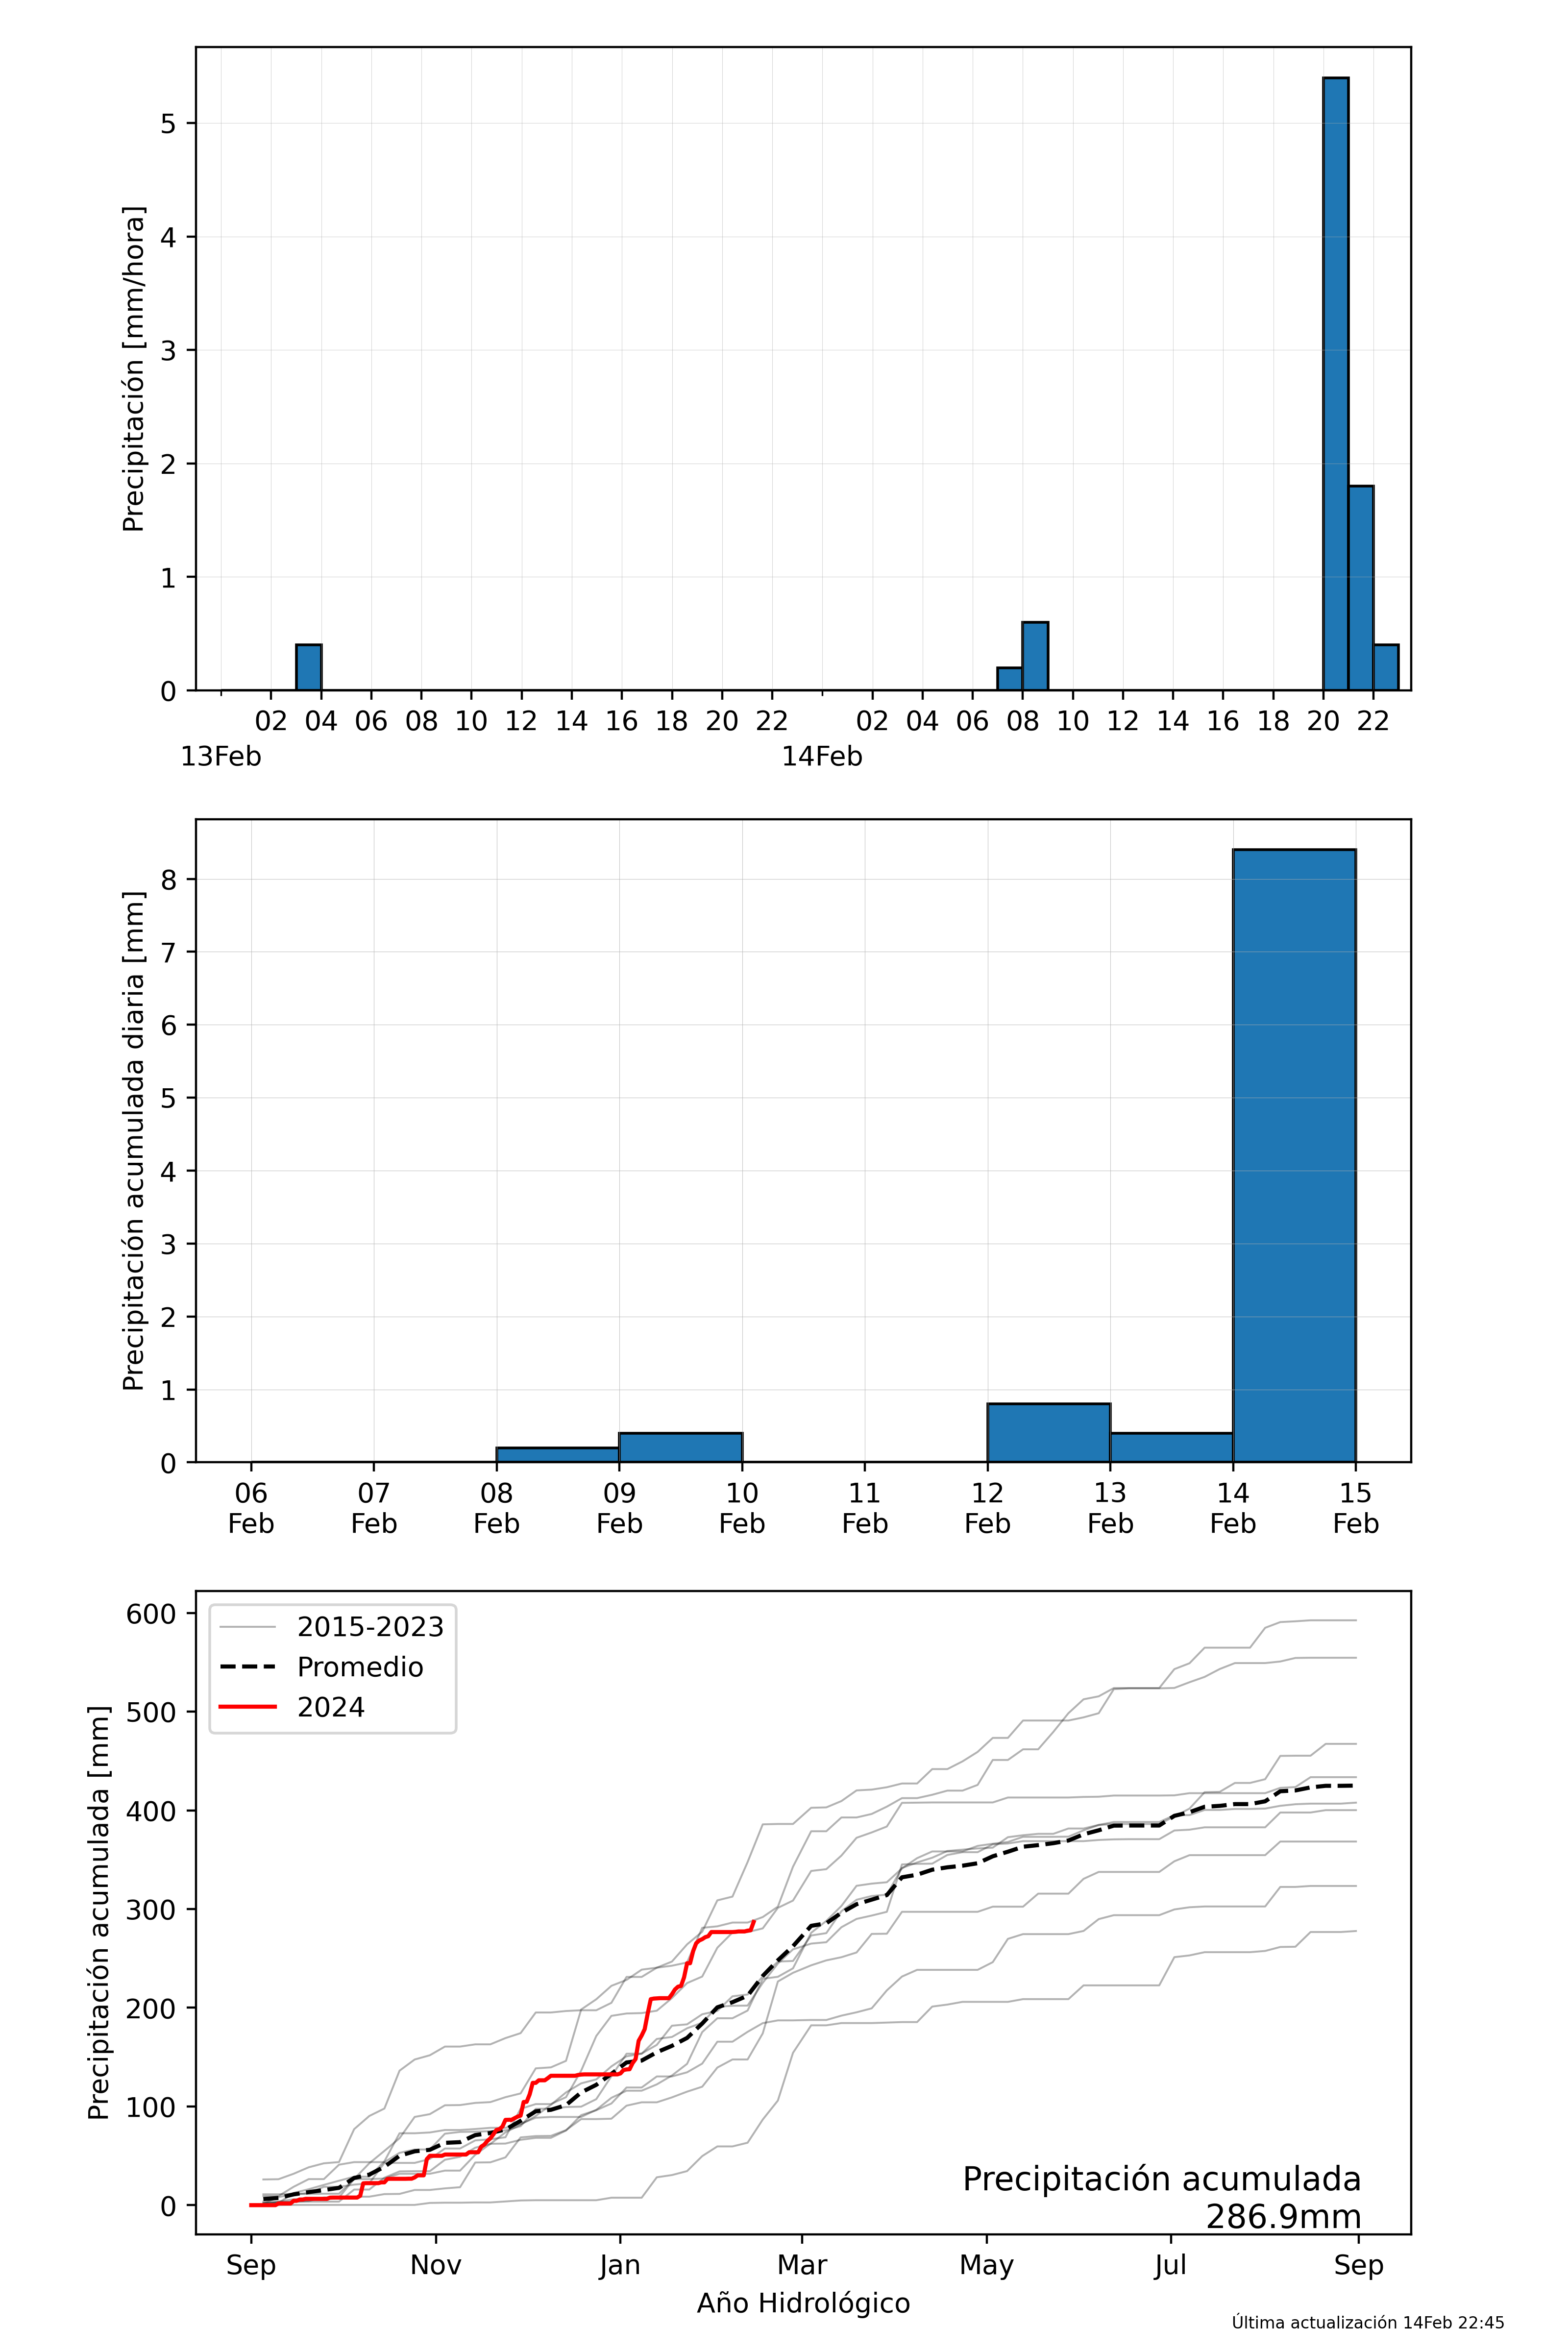 Precipitación [mm/hora]
5
4
3
2
1
0
02 04 06 08 10 12 14 16 18 20 22 02 04 06 08 10 12 14 16 18 20 22
13Feb 14Feb
Precipitación acumulada diaria [mm]
8
7
6
5
4
3
2
1
0
06 07 08 09 10 11 12 13 14 15
Feb Feb Feb Feb Feb Feb Feb Feb Feb Feb
Precipitación acumulada [mm]
600
500
400
300
200
100
0
2015-2023
Promedio
2024
Precipitación acumulada
286.9mm
Sep Nov Jan Mar May Jul Sep
Año Hidrológico
Última actualización 14Feb 22:45